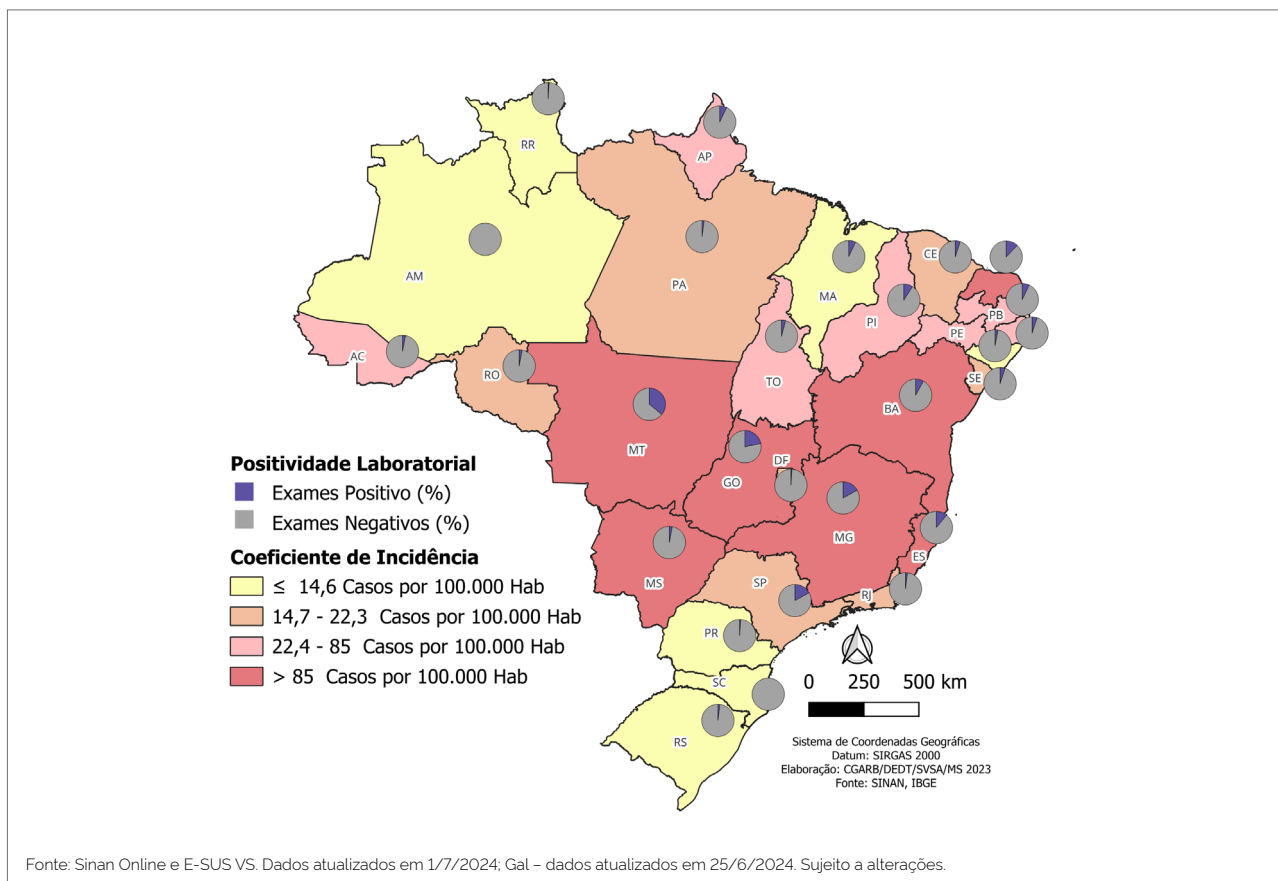 RR
AP
AM
PA
MA
CE
PI
PB
PE
AC
RO
TO
SE
BA
MT
DF
GO
MG
ES
MS
SP
RJ
PR
SC
RS
Positividade Laboratorial
Exames Positivo (%)
Exames Negativos (%)
Coeficiente de Incidência
≤ 14,6 Casos por 100.000 Hab
14,7 - 22,3 Casos por 100.000 Hab
22,4 - 85 Casos por 100.000 Hab
> 85 Casos por 100.000 Hab
0 250 500 km
Sistema de Coordenadas Geográficas
Datum: SIRGAS 2000
Elaboração: CGARB/DEDT/SVSA/MS 2023
Fonte: SINAN, IBGE
Fonte: Sinan Online e E-SUS VS. Dados atualizados em 1/7/2024; Gal – dados atualizados em 25/6/2024. Sujeito a alterações.